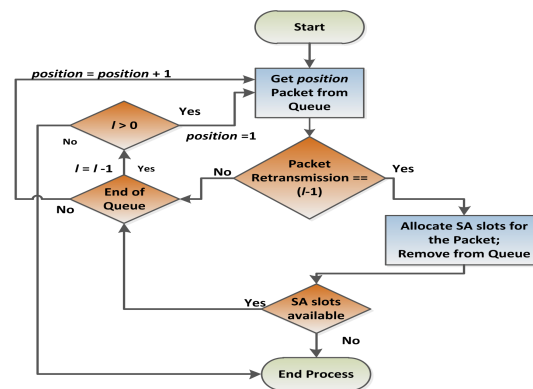 Start
position = position + 1
Get position
Packet from
Queue
Yes
l > 0
No
position =1
l = l -1
Yes
No
Packet
Retransmission ==
(l-1)
Yes
End of
Queue
No
Allocate SA slots for
the Packet;
Remove from Queue
Yes
SA slots
available
No
End Process